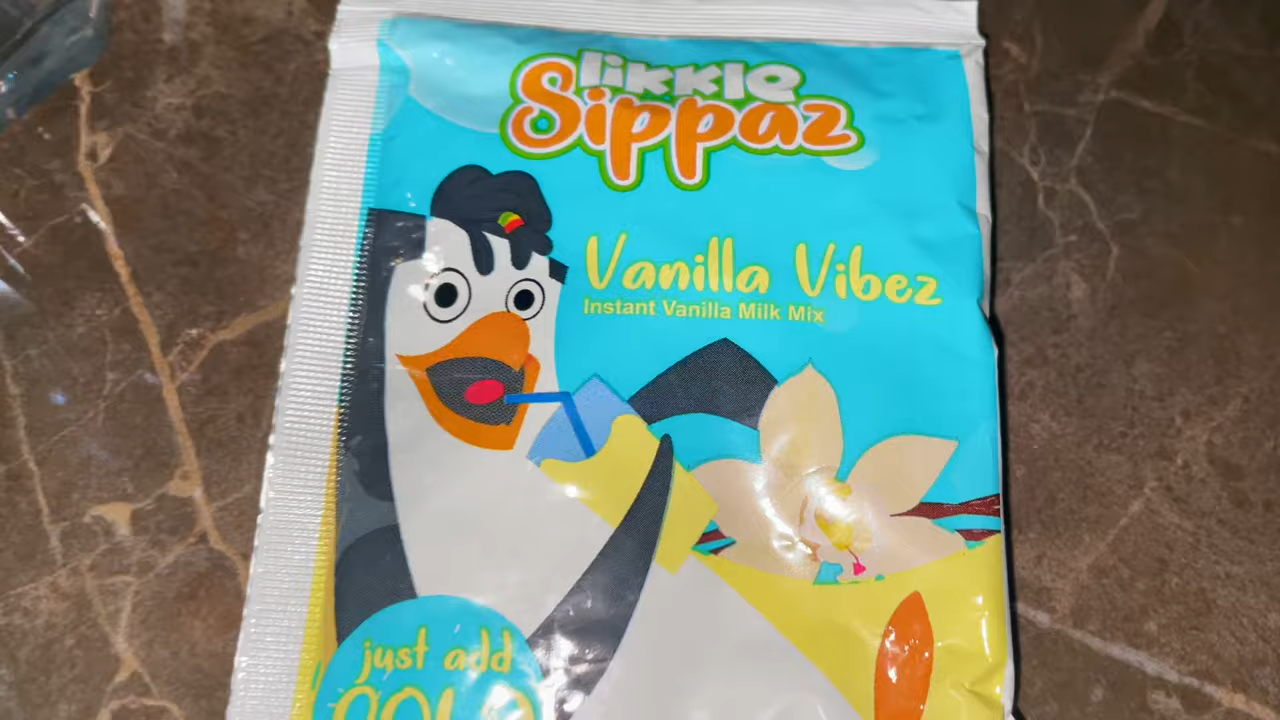 likkle
Sippaz
Vanilla Vibez
Instant Vanilla Milk Mix
just add